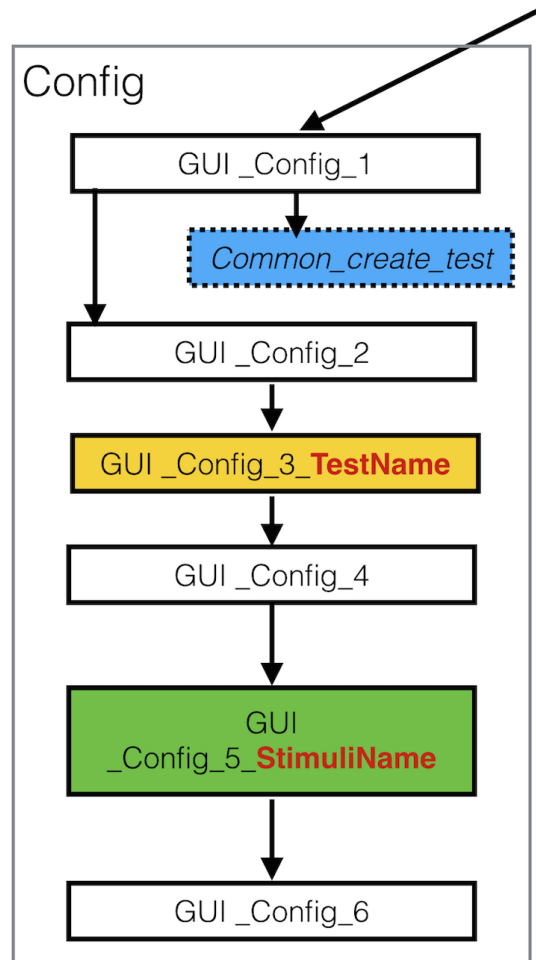 Config
GUI _Config_1
Common_create_test
GUI _Config_2
GUI _Config_3_TestName
GUI _Config_4
GUI
_Config_5_StimuliName
GUI _Config_6